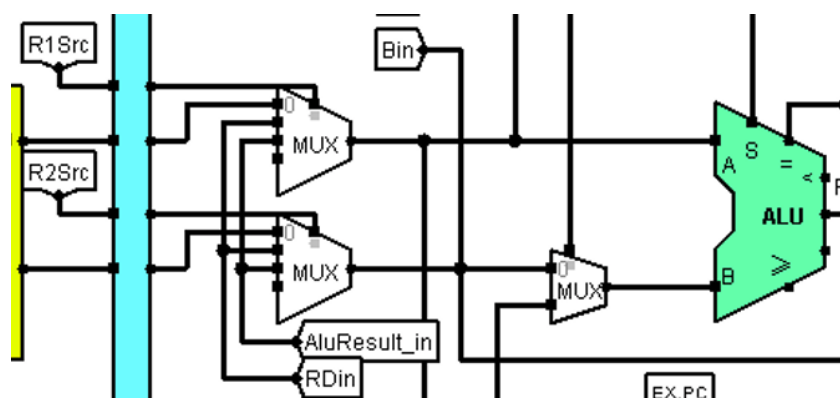 R1Src
Bin
0
MUX
S
=
<
A
R2Src
ALU
0
MUX
0
MUX
B
≥
AluResult_in
RDin
EX.PC